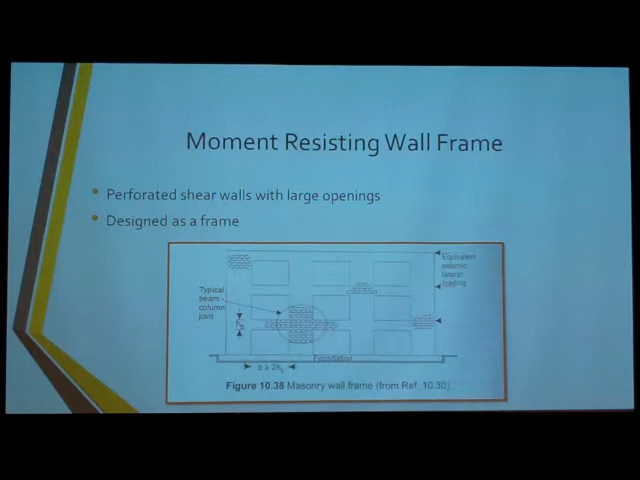 Moment Resisting Wall Frame
Perforated shear walls with large openings
Designed as a frame
Equivalent
seismic
lateral
loading
Typical
beam -
column
joint
Foundation
Figure 10.38 Masonry wall frame (from Ref. 10.30).